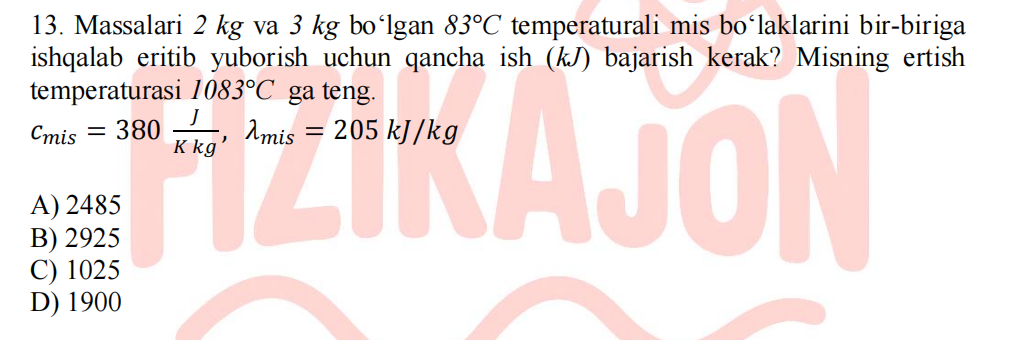 13. Massalari 2 kg va 3 kg bo‘lgan 83°C temperaturali mis bo‘laklarini bir-biriga
ishqalab eritib yuborish uchun qancha ish (kJ) bajarish kerak? Misning ertish
temperaturasi 1083°C ga teng.
c_mis = 380 J/(K kg), λ_mis = 205 kJ/kg
A) 2485
B) 2925
C) 1025
D) 1900
FIZIKAJON